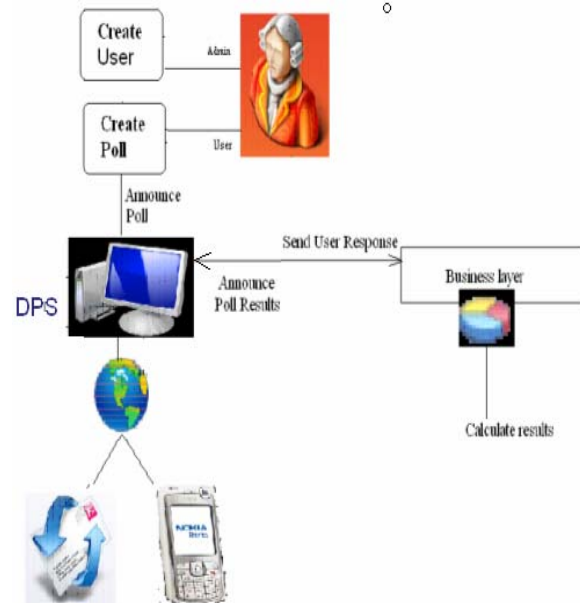 Create
User
Admin
Create
Poll
User
Announce
Poll
Send User Response
DPS
Announce
Poll Results
Business layer
Calculate results
NOKIA